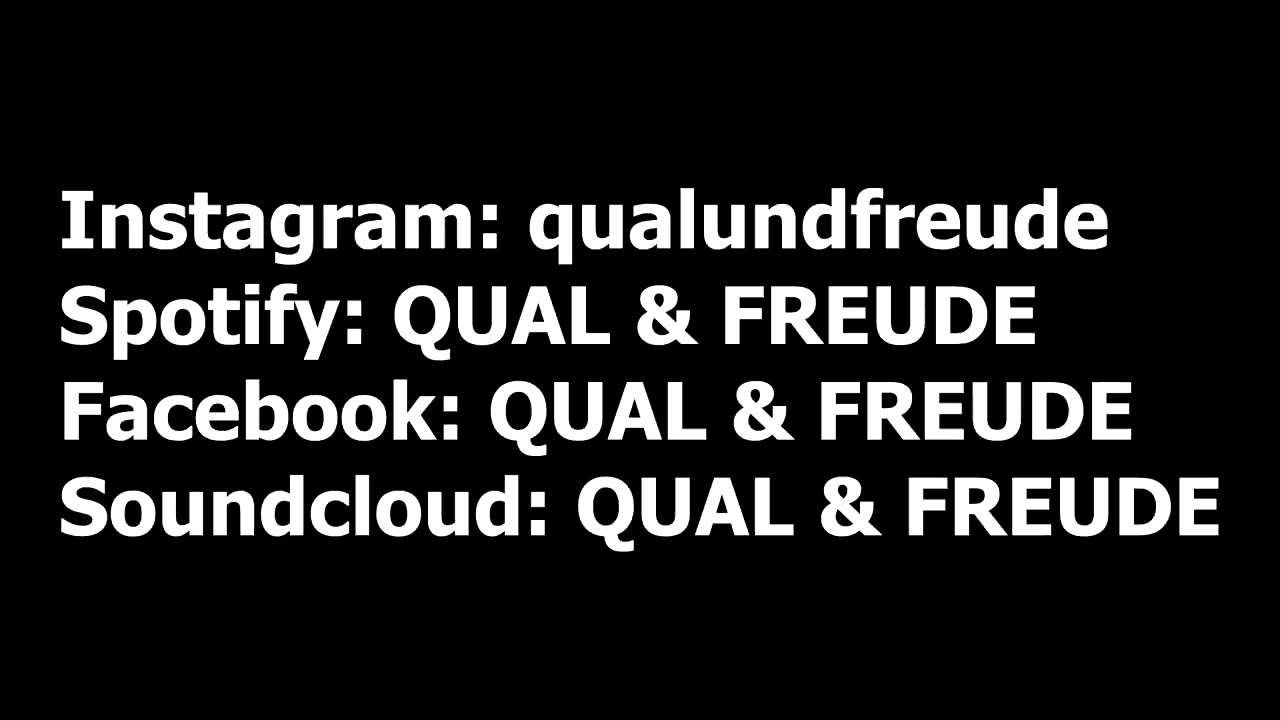 Instagram: qualundfreude
Spotify: QUAL & FREUDE
Facebook: QUAL & FREUDE
Soundcloud: QUAL & FREUDE